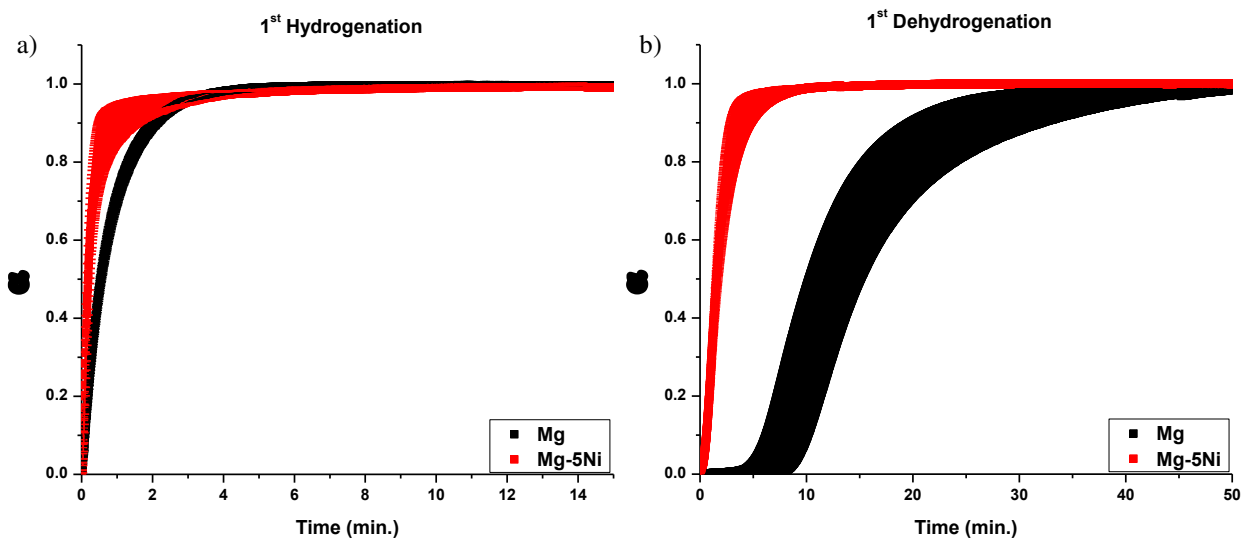 a)
1st Hydrogenation
1.0
0.8
0.6
0.4
0.2
0.0
0 2 4 6 8 10 12 14
Time (min.)
Mg
Mg-5Ni
b)
1st Dehydrogenation
1.0
0.8
0.6
0.4
0.2
0.0
0 10 20 30 40 50
Time (min.)
Mg
Mg-5Ni